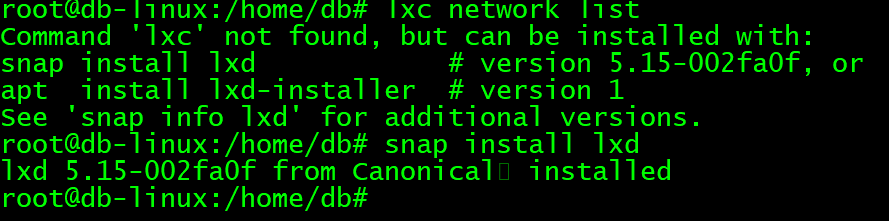 root@db-linux:/home/db# lxc network list
Command 'lxc' not found, but can be installed with:
snap install lxd             # version 5.15-002fa0f, or
apt  install lxd-installer  # version 1
See 'snap info lxd' for additional versions.
root@db-linux:/home/db# snap install lxd
lxd 5.15-002fa0f from Canonical▯ installed
root@db-linux:/home/db#